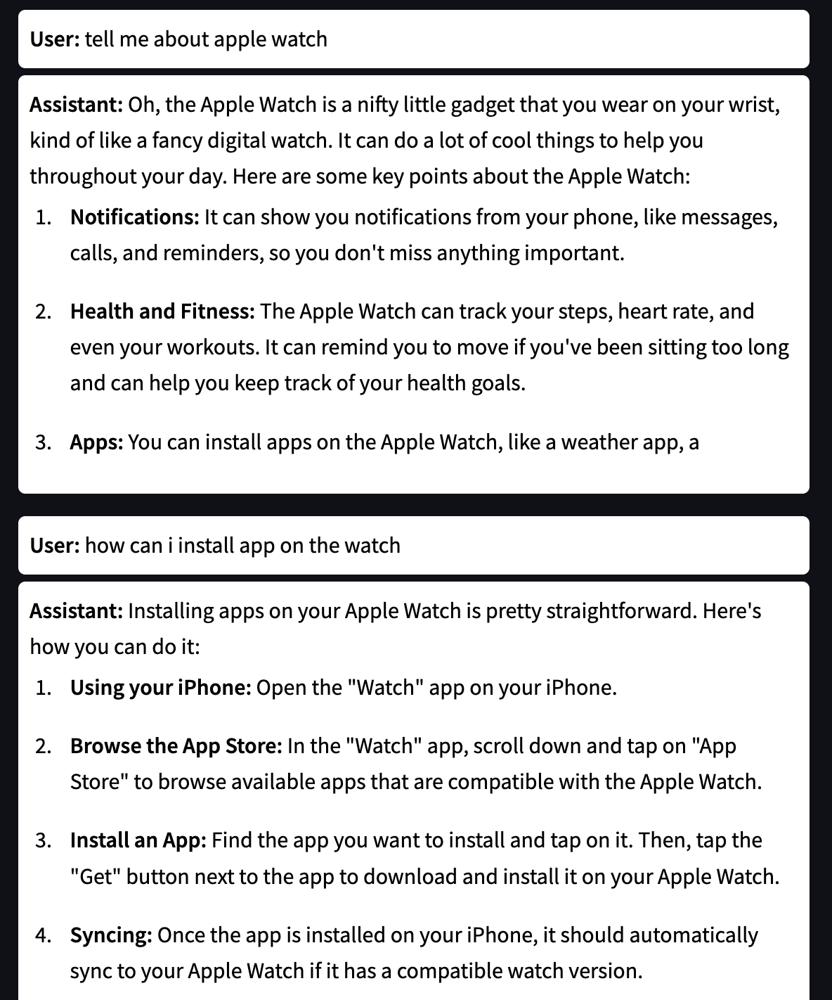 User: tell me about apple watch
Assistant: Oh, the Apple Watch is a nifty little gadget that you wear on your wrist,
kind of like a fancy digital watch. It can do a lot of cool things to help you
throughout your day. Here are some key points about the Apple Watch:
1. Notifications: It can show you notifications from your phone, like messages,
calls, and reminders, so you don't miss anything important.
2. Health and Fitness: The Apple Watch can track your steps, heart rate, and
even your workouts. It can remind you to move if you've been sitting too long
and can help you keep track of your health goals.
3. Apps: You can install apps on the Apple Watch, like a weather app, a
User: how can i install app on the watch
Assistant: Installing apps on your Apple Watch is pretty straightforward. Here's
how you can do it:
1. Using your iPhone: Open the "Watch" app on your iPhone.
2. Browse the App Store: In the "Watch" app, scroll down and tap on "App
Store" to browse available apps that are compatible with the Apple Watch.
3. Install an App: Find the app you want to install and tap on it. Then, tap the
"Get" button next to the app to download and install it on your Apple Watch.
4. Syncing: Once the app is installed on your iPhone, it should automatically
sync to your Apple Watch if it has a compatible watch version.